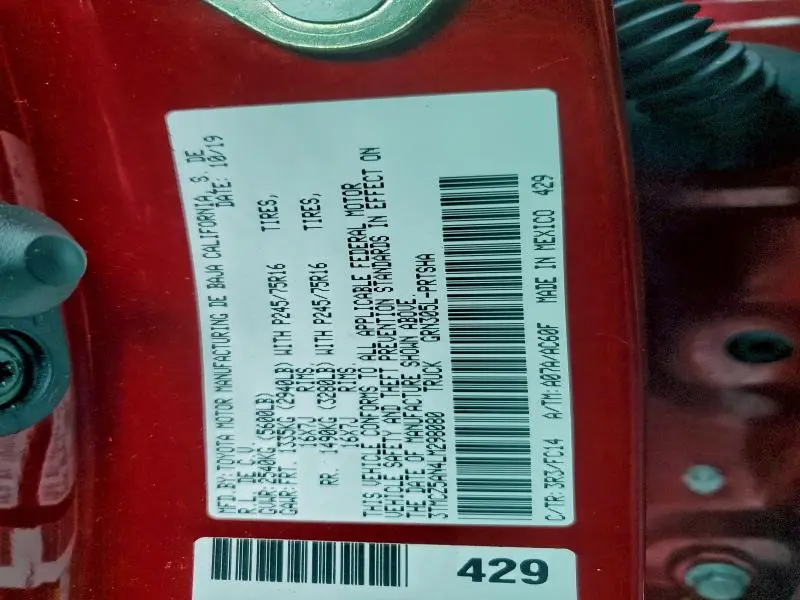 MFD BY: TOYOTA MOTOR MANUFACTURING DE BAJA CALIFORNIA, S. DE
R.L. DE C.V. DATE: 10/19
GVWR: 2540KG (5600LB)
GAWR: FRT. 1335KG (2940LB) WITH P245/75R16 TIRES,
16X7J RIMS,
RR. 1490KG (3280LB) WITH P245/75R16 TIRES,
16X7J RIMS.
THIS VEHICLE CONFORMS TO ALL APPLICABLE FEDERAL MOTOR
VEHICLE SAFETY AND THEFT PREVENTION STANDARDS IN EFFECT ON
THE DATE OF MANUFACTURE SHOWN ABOVE.
3TMCZ5AN4LM298080 TRUCK GRN305L-PRTSHA
C/TR: 3R3/FC14 A/TM: A07A/AC60F MADE IN MEXICO 429
429